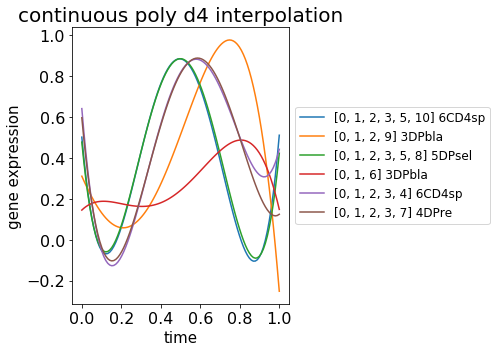 continuous poly d4 interpolation
1.0
0.8
0.6
0.4
0.2
0.0
−0.2
gene expression
0.0 0.2 0.4 0.6 0.8 1.0
time
[0, 1, 2, 3, 5, 10] 6CD4sp
[0, 1, 2, 9] 3DPbla
[0, 1, 2, 3, 5, 8] 5DPsel
[0, 1, 6] 3DPbla
[0, 1, 2, 3, 4] 6CD4sp
[0, 1, 2, 3, 7] 4DPre